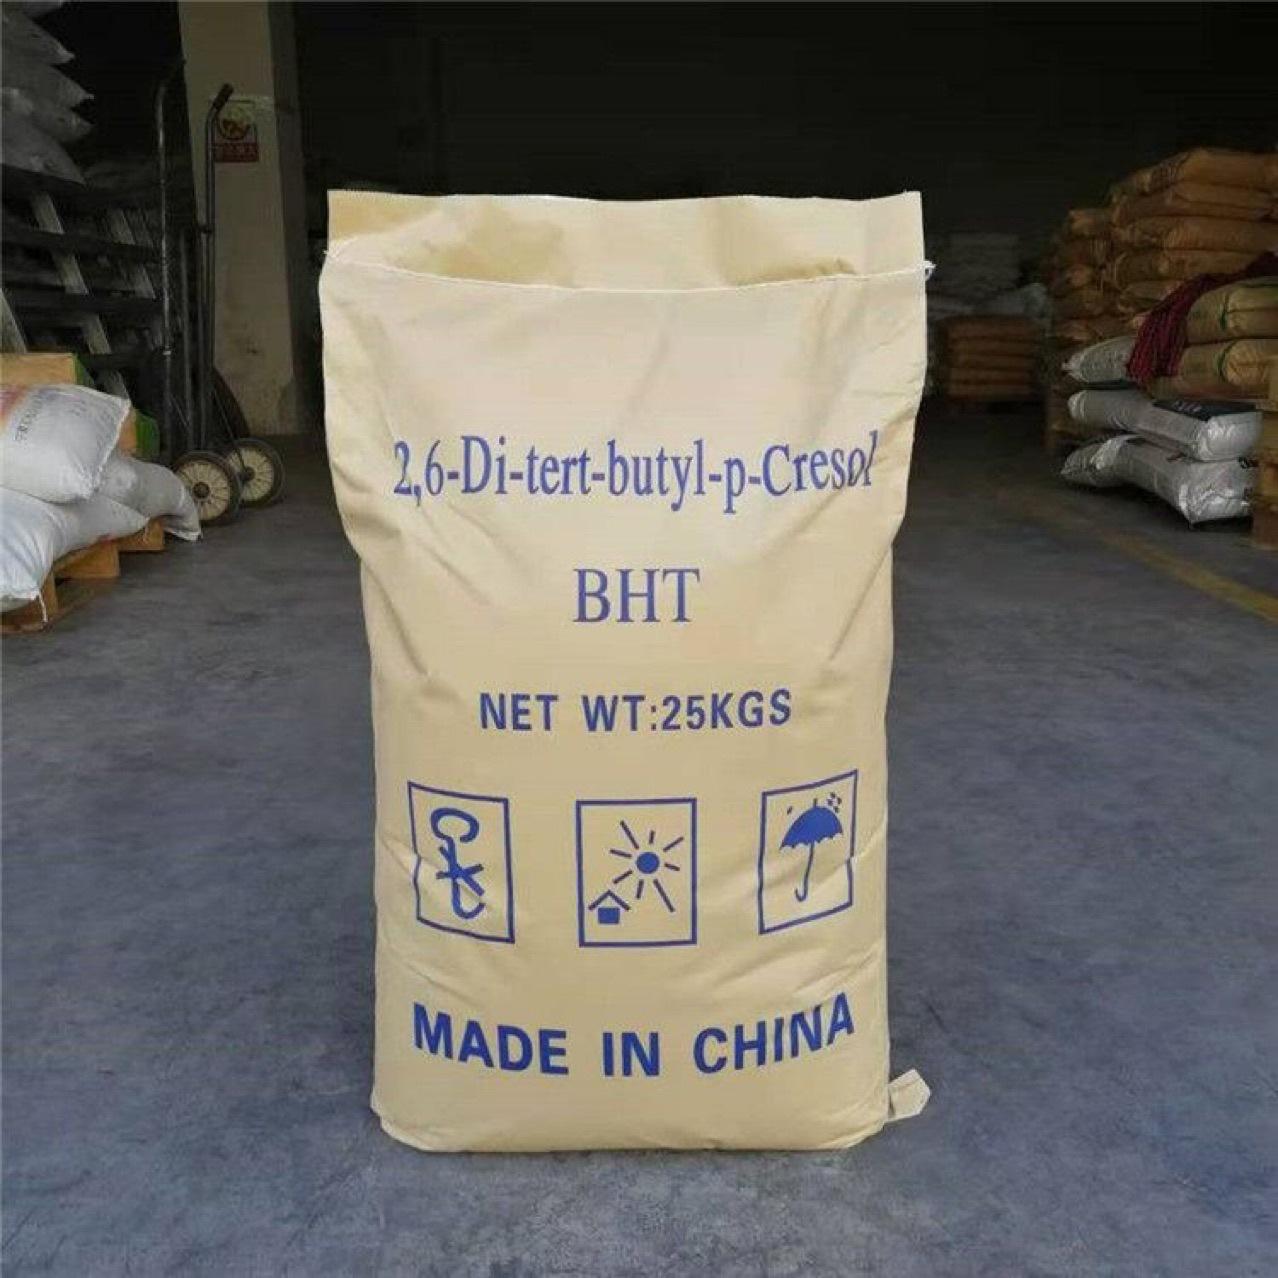 2,6-Di-tert-butyl-p-Cresol
BHT
NET WT:25KGS
MADE IN CHINA